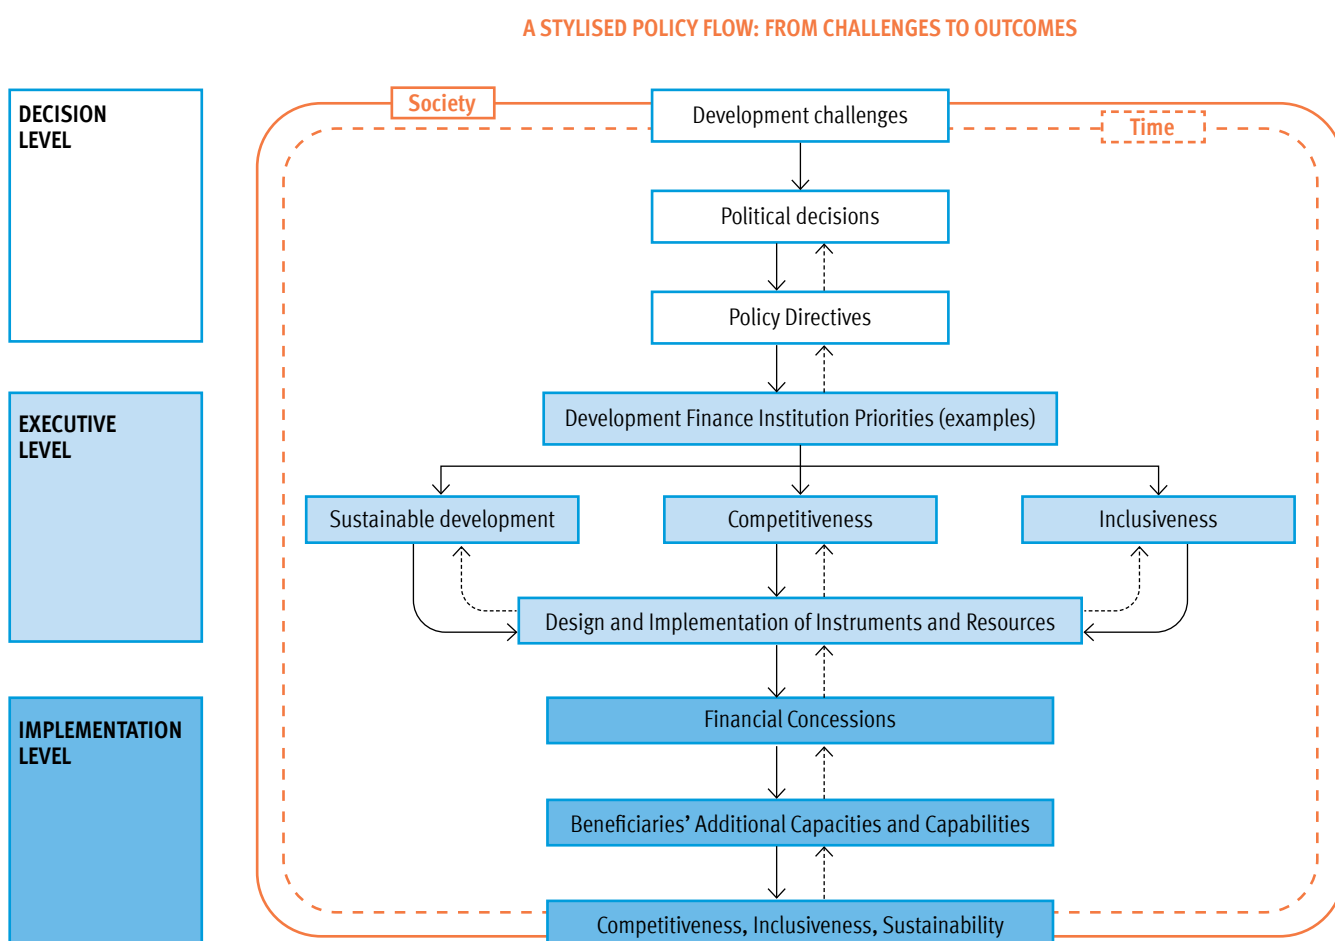 A STYLISED POLICY FLOW: FROM CHALLENGES TO OUTCOMES
DECISION
LEVEL
Society
Development challenges
Time
Political decisions
Policy Directives
EXECUTIVE
LEVEL
Development Finance Institution Priorities (examples)
Sustainable development
Competitiveness
Inclusiveness
Design and Implementation of Instruments and Resources
IMPLEMENTATION
LEVEL
Financial Concessions
Beneficiaries’ Additional Capacities and Capabilities
Competitiveness, Inclusiveness, Sustainability